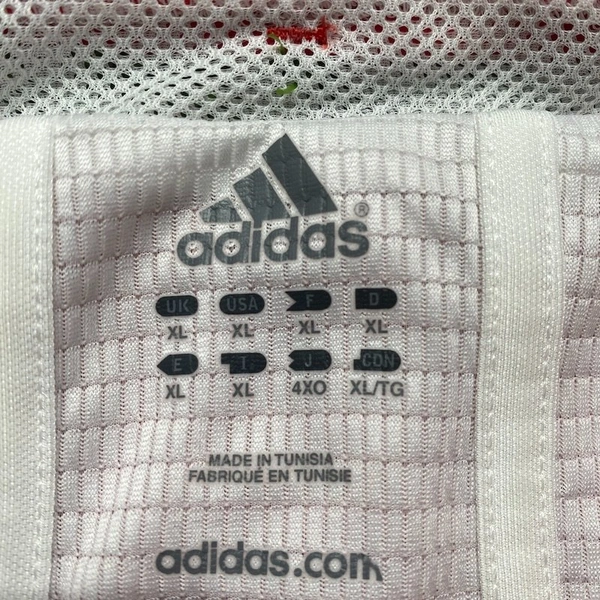 adidas®
UK USA F D
XL XL XL XL
E I J CDN
XL XL 4XO XL/TG
MADE IN TUNISIA
FABRIQUÉ EN TUNISIE
adidas.com